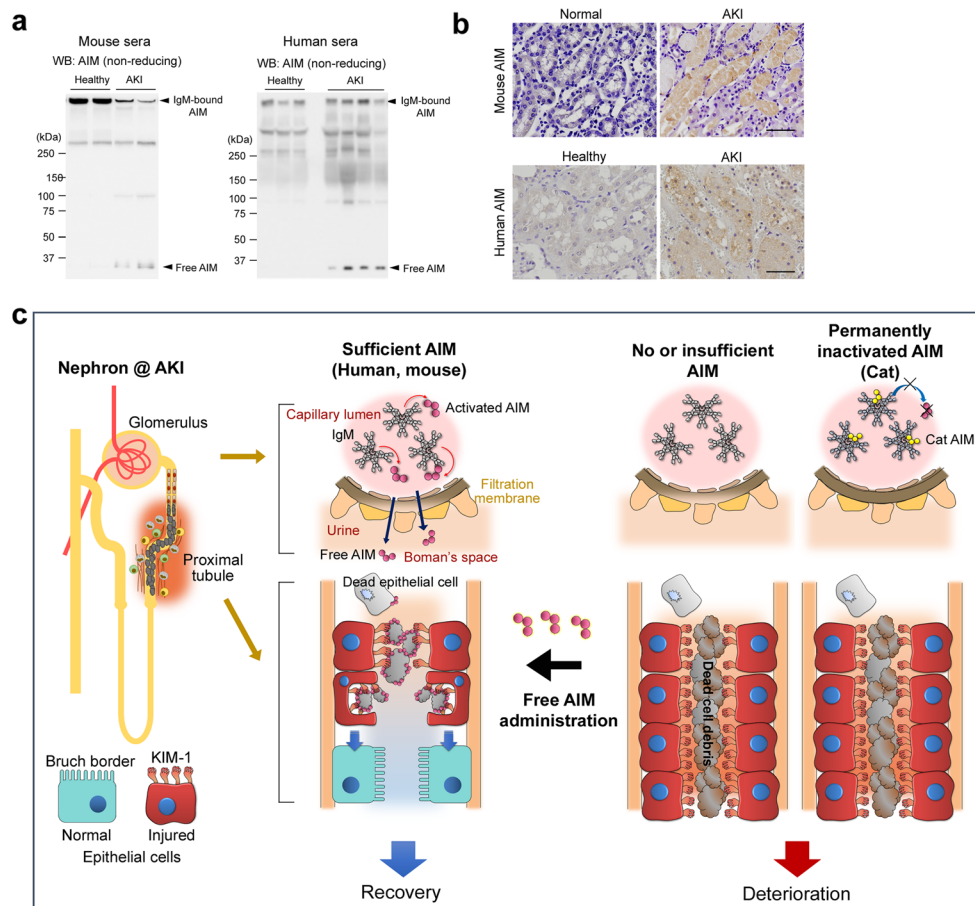 a
Mouse sera
WB: AIM (non-reducing)
Healthy AKI
IgM-bound
AIM
(kDa)
250
150
100
75
50
37
Free AIM
Human sera
WB: AIM (non-reducing)
Healthy AKI
IgM-bound
AIM
(kDa)
250
150
100
75
50
37
Free AIM
b
Normal AKI
Mouse AIM
Healthy AKI
Human AIM
c
Nephron @ AKI
Glomerulus
Proximal
tubule
Bruch border
KIM-1
Normal
Injured
Epithelial cells
Sufficient AIM
(Human, mouse)
Capillary lumen
Activated AIM
IgM
Filtration
membrane
Urine
Free AIM
Boman's space
Dead epithelial cell
Recovery
Free AIM
administration
No or insufficient
AIM
Permanently
inactivated AIM
(Cat)
Cat AIM
Dead cell debris
Deterioration